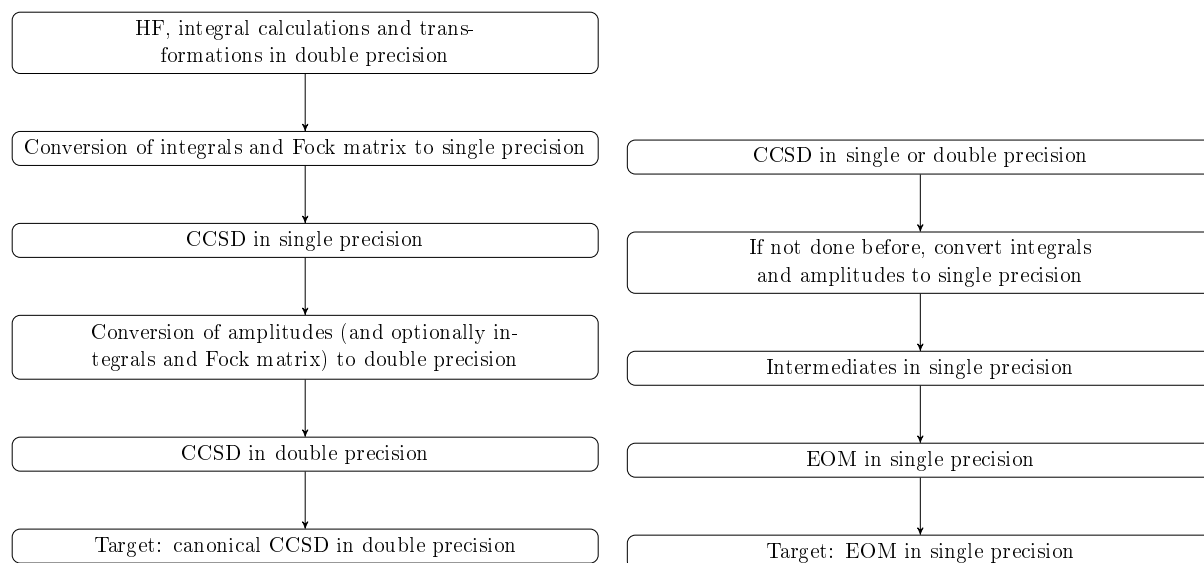 HF, integral calculations and trans-
formations in double precision
Conversion of integrals and Fock matrix to single precision
CCSD in single precision
Conversion of amplitudes (and optionally in-
tegrals and Fock matrix) to double precision
CCSD in double precision
Target: canonical CCSD in double precision
CCSD in single or double precision
If not done before, convert integrals
and amplitudes to single precision
Intermediates in single precision
EOM in single precision
Target: EOM in single precision